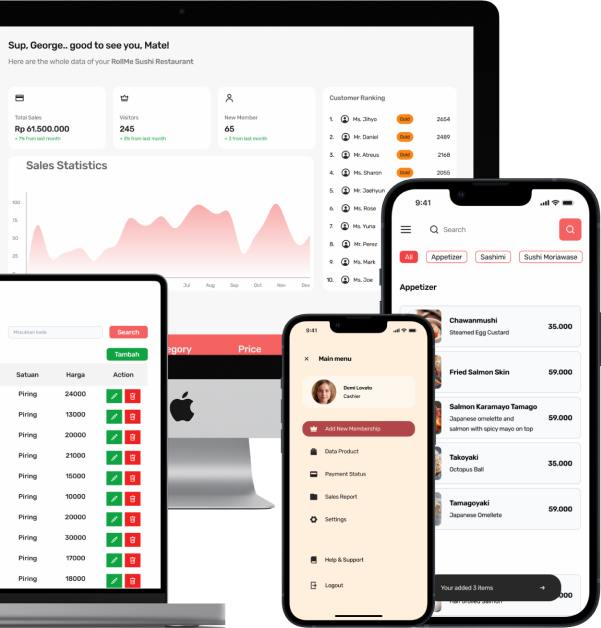 Sup, George.. good to see you, Mate!
Here are the whole data of your RollMe Sushi Restaurant
Total Sales
Rp 61.500.000
+ 7% from last month
Visitors
245
+ 3% from last month
New Member
65
+ 3 from last month
Customer Ranking
1. Ms. Jihyo Gold 2654
2. Mr. Daniel Gold 2489
3. Mr. Atreus Gold 2168
4. Ms. Sharon Gold 2055
5. Mr. Jaehyun
6. Ms. Rose
7. Ms. Yuna
8. Mr. Perez
9. Ms. Mark
10. Ms. Joe
Sales Statistics
100
75
50
25
Jul Aug Sep Oct Nov Des
Price
Masukan kode
Search
Tambah
Satuan Harga Action
Piring 24000
Piring 13000
Piring 20000
Piring 21000
Piring 15000
Piring 10000
Piring 20000
Piring 30000
Piring 17000
Piring 18000
9:41
Main menu
Demi Lovato
Cashier
Add New Membership
Data Product
Payment Status
Sales Report
Settings
Help & Support
Logout
9:41
Search
All Appetizer Sashimi Sushi Moriawase
Appetizer
Chawanmushi
Steamed Egg Custard
35.000
Fried Salmon Skin
59.000
Salmon Karamayo Tamago
Japanese omelette and
salmon with spicy mayo on top
59.000
Takoyaki
Octopus Ball
35.000
Tamagoyaki
Japanese Omellete
59.000
Your added 3 items